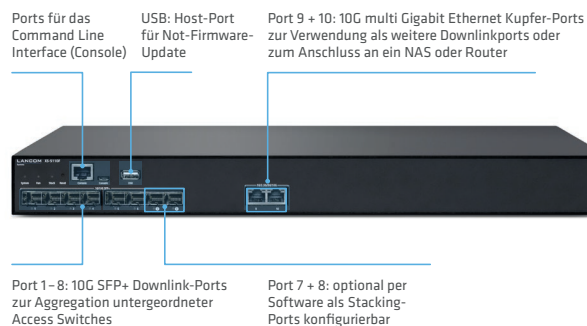 Ports für das
Command Line
Interface (Console)
USB: Host-Port
für Not-Firmware-
Update
Port 9 + 10: 10G multi Gigabit Ethernet Kupfer-Ports
zur Verwendung als weitere Downlinkports oder
zum Anschluss an ein NAS oder Router
LANCOM
Port 1–8: 10G SFP+ Downlink-Ports
zur Aggregation untergeordneter
Access Switches
Port 7 + 8: optional per
Software als Stacking-
Ports konfigurierbar